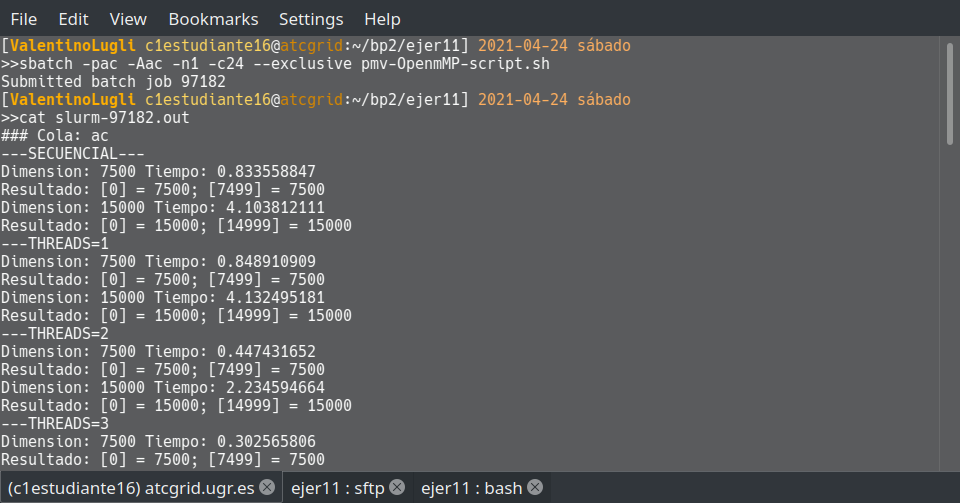 File Edit View Bookmarks Settings Help
[ValentinoLugli c1estudiante16@atcgrid:~/bp2/ejer11] 2021-04-24 sábado
>>sbatch -pac -Aac -n1 -c24 --exclusive pmv-OpenmMP-script.sh
Submitted batch job 97182
[ValentinoLugli c1estudiante16@atcgrid:~/bp2/ejer11] 2021-04-24 sábado
>>cat slurm-97182.out
### Cola: ac
---SECUENCIAL---
Dimension: 7500 Tiempo: 0.833558847
Resultado: [0] = 7500; [7499] = 7500
Dimension: 15000 Tiempo: 4.103812111
Resultado: [0] = 15000; [14999] = 15000
---THREADS=1
Dimension: 7500 Tiempo: 0.848910909
Resultado: [0] = 7500; [7499] = 7500
Dimension: 15000 Tiempo: 4.132495181
Resultado: [0] = 15000; [14999] = 15000
---THREADS=2
Dimension: 7500 Tiempo: 0.447431652
Resultado: [0] = 7500; [7499] = 7500
Dimension: 15000 Tiempo: 2.234594664
Resultado: [0] = 15000; [14999] = 15000
---THREADS=3
Dimension: 7500 Tiempo: 0.302565806
Resultado: [0] = 7500; [7499] = 7500
(c1estudiante16) atcgrid.ugr.es ejer11 : sftp ejer11 : bash